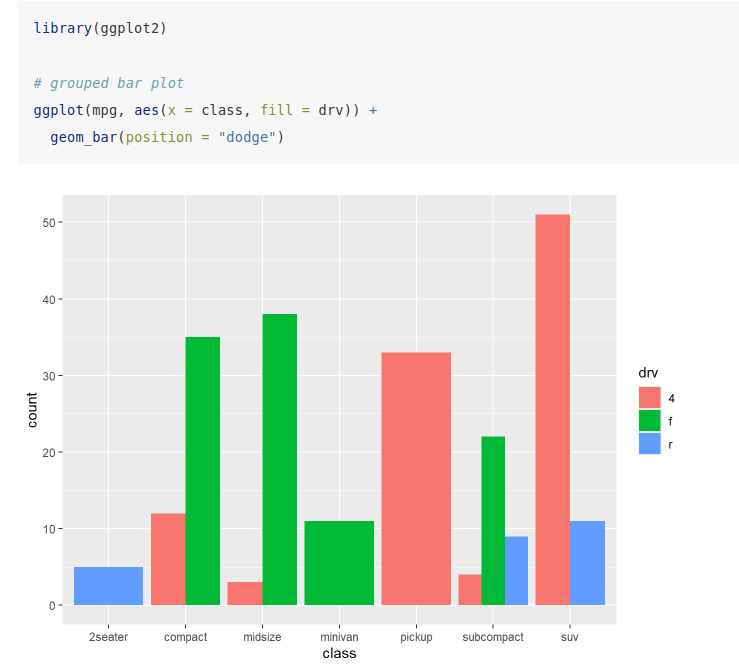 library(ggplot2)
# grouped bar plot
ggplot(mpg, aes(x = class, fill = drv)) +
  geom_bar(position = "dodge")
50
40
30
20
10
0
count
2seater compact midsize minivan pickup subcompact suv
class
drv
4
f
r